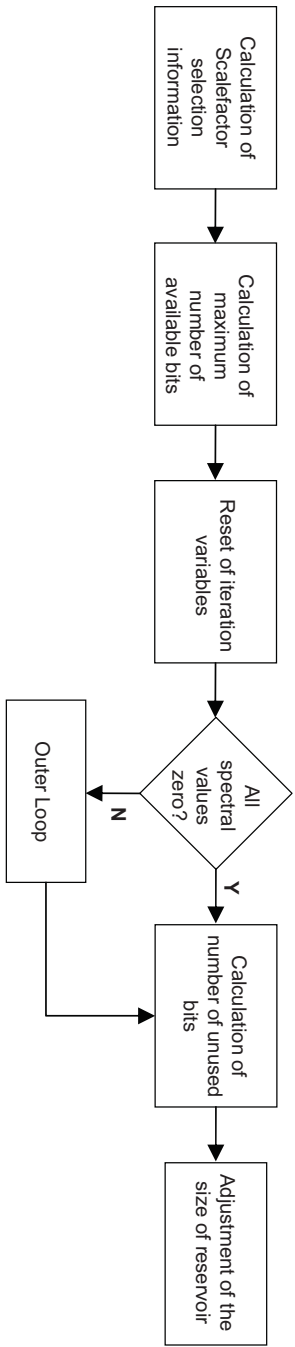 Calculation of
Scalefactor
selection
information
Calculation of
maximum
number of
available bits
Reset of iteration
variables
All
spectral
values
zero?
N
Y
Outer Loop
Calculation of
number of unused
bits
Adjustment of the
size of reservoir